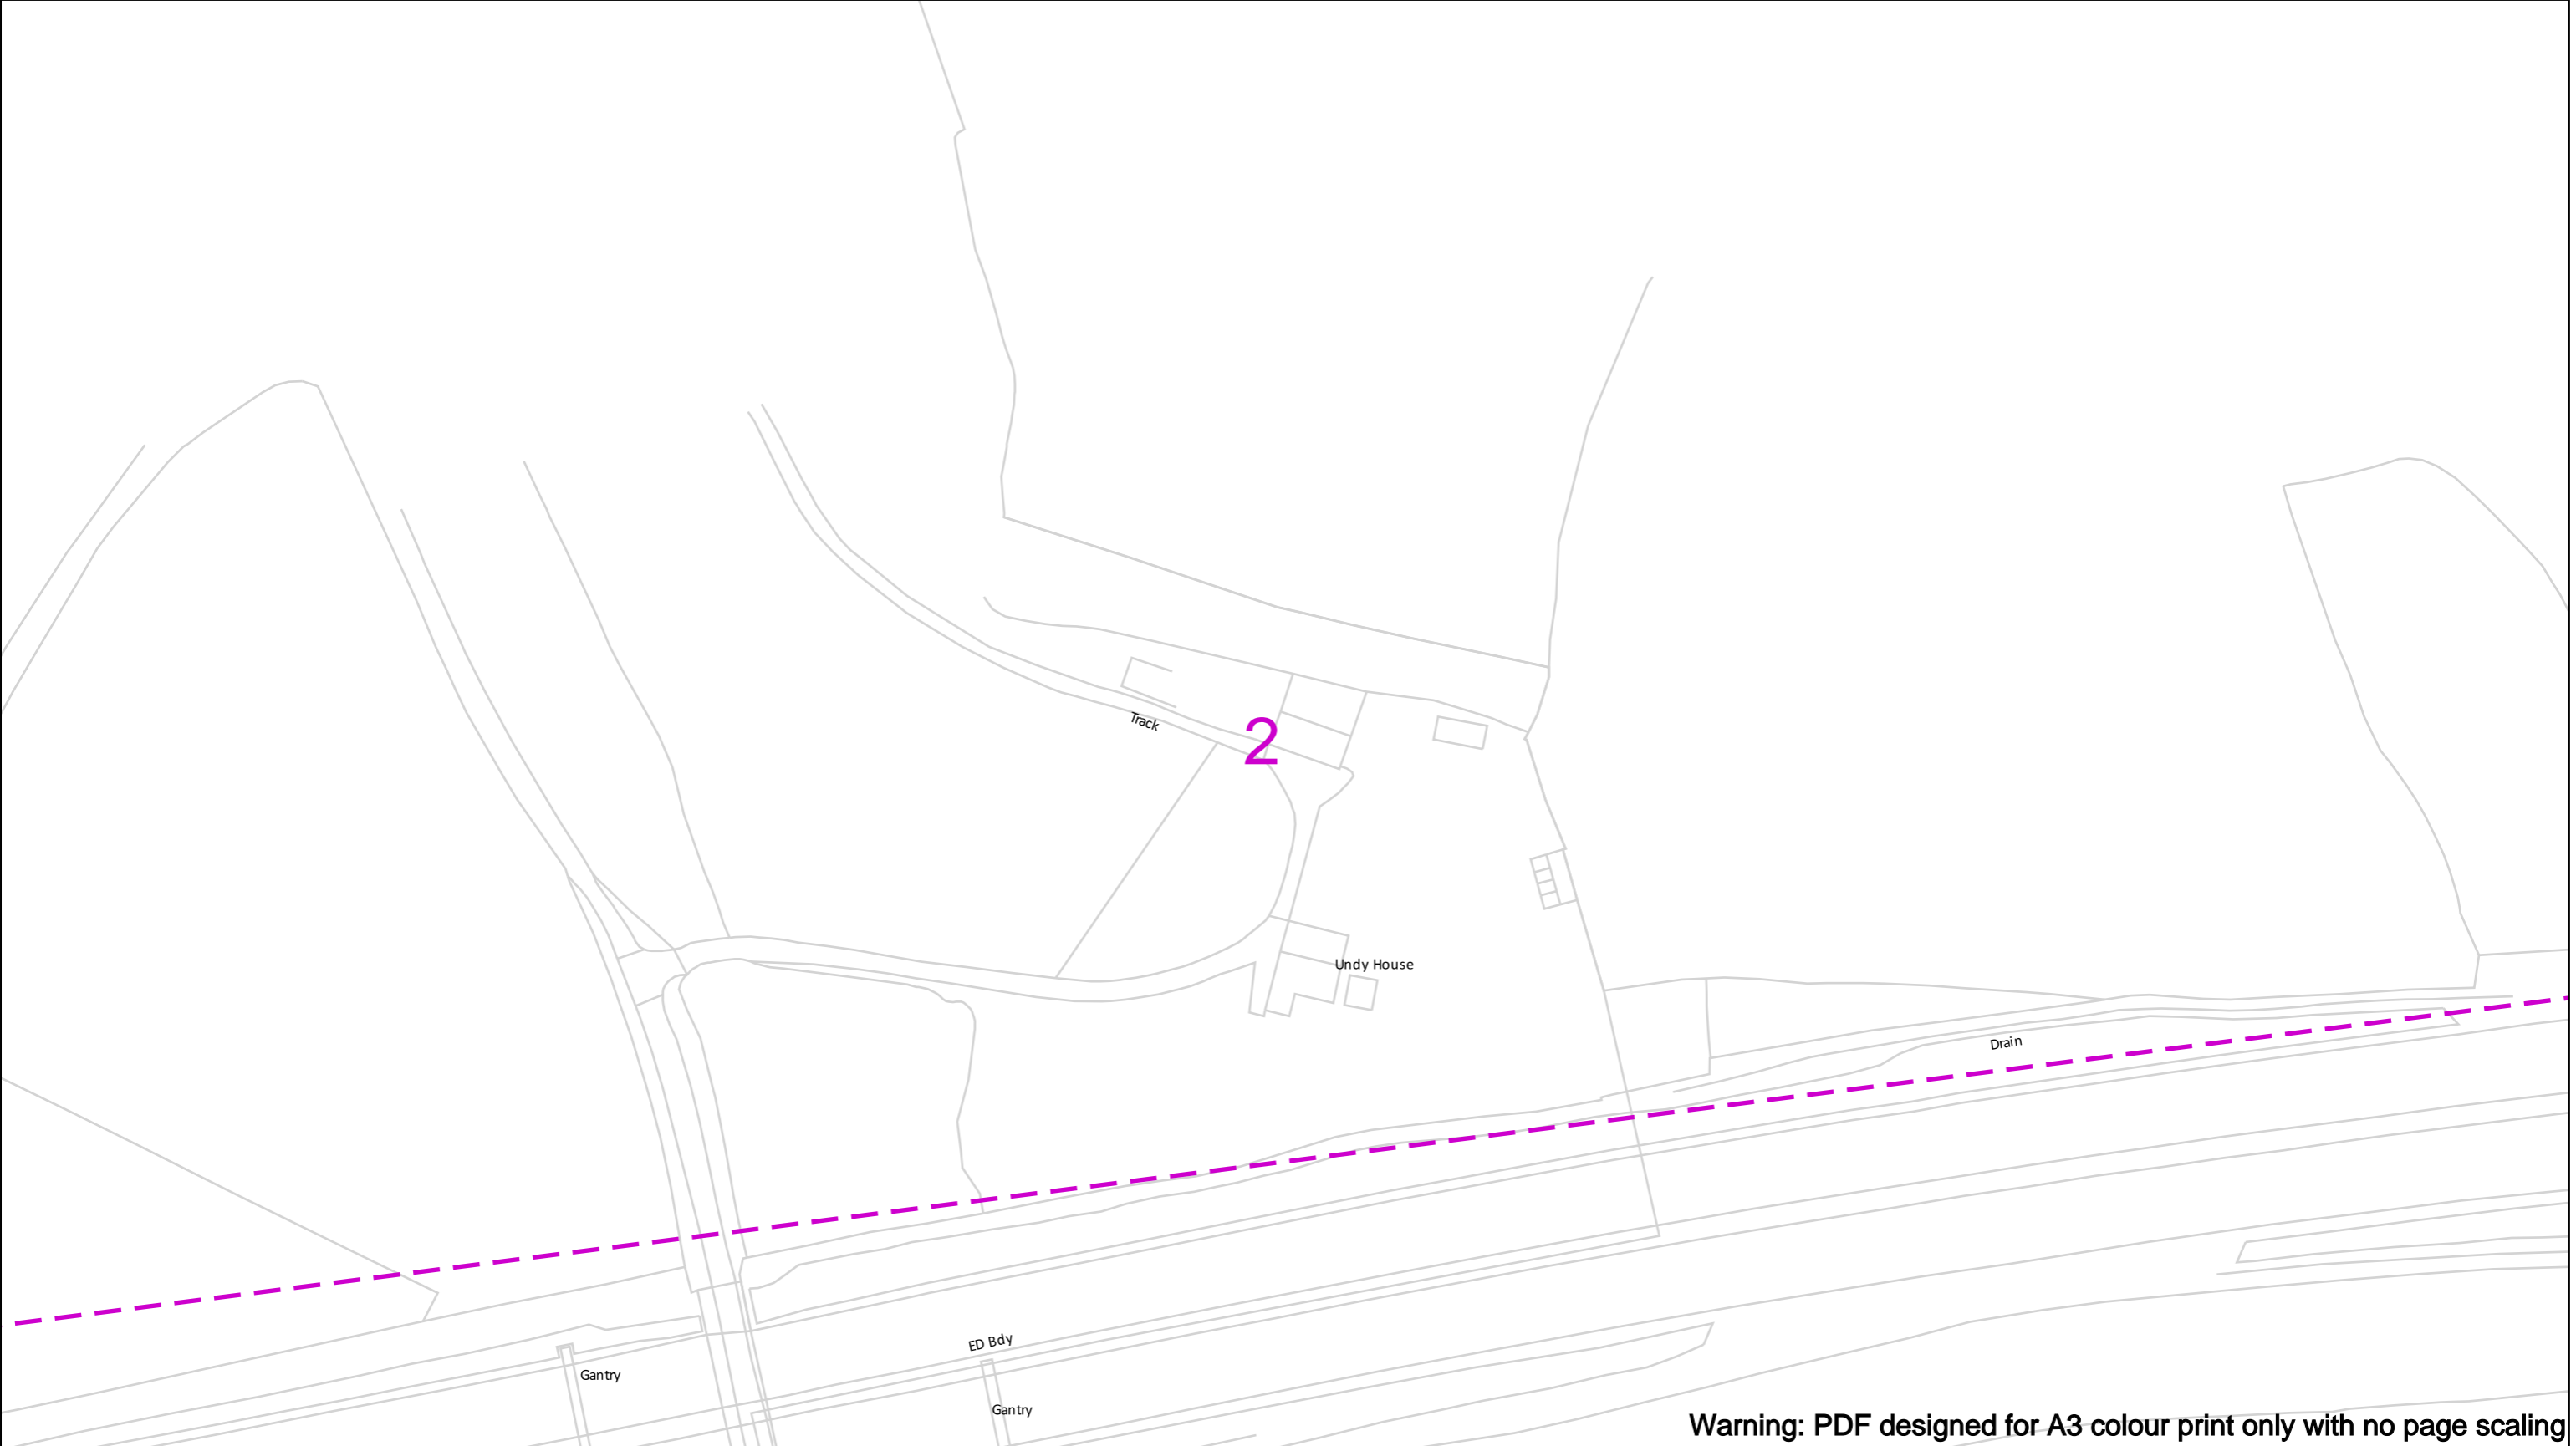 Track
2
Undy House
Drain
ED Bdy
Gantry
Gantry
Warning: PDF designed for A3 colour print only with no page scaling